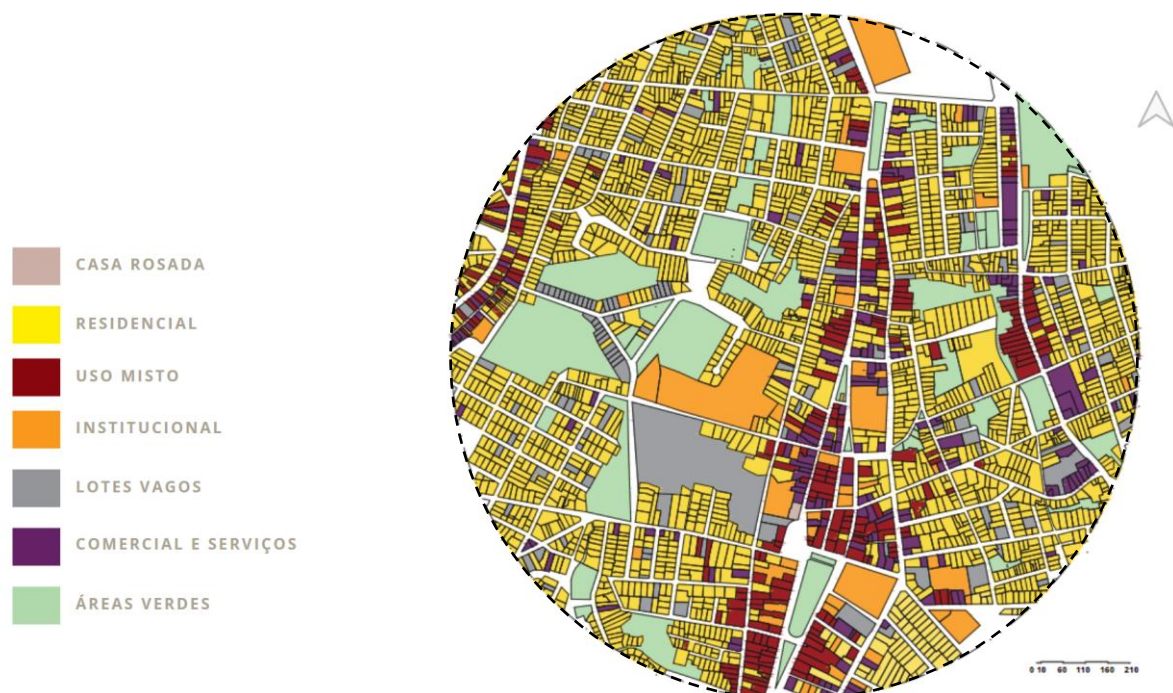 CASA ROSADA
RESIDENCIAL
USO MISTO
INSTITUCIONAL
LOTES VAGOS
COMERCIAL E SERVIÇOS
ÁREAS VERDES
0 10 60 110 160 210